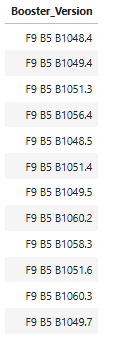 Booster_Version
F9 B5 B1048.4
F9 B5 B1049.4
F9 B5 B1051.3
F9 B5 B1056.4
F9 B5 B1048.5
F9 B5 B1051.4
F9 B5 B1049.5
F9 B5 B1060.2
F9 B5 B1058.3
F9 B5 B1051.6
F9 B5 B1060.3
F9 B5 B1049.7